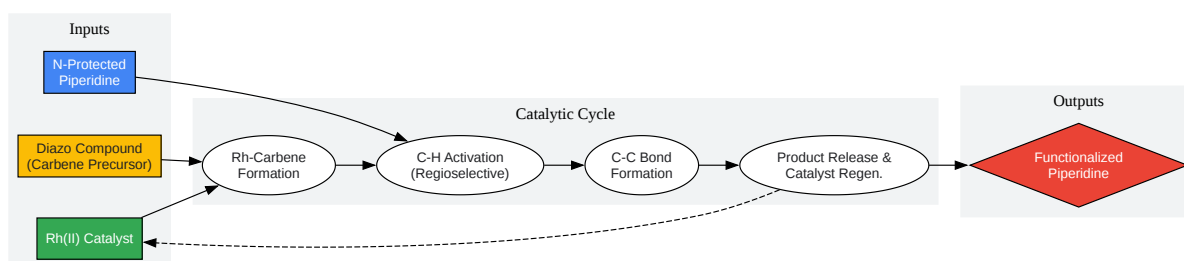 Inputs
N-Protected
Piperidine
Diazo Compound
(Carbene Precursor)
Rh(II) Catalyst
Catalytic Cycle
Rh-Carbene
Formation
C-H Activation
(Regioselective)
C-C Bond
Formation
Product Release &
Catalyst Regen.
Outputs
Functionalized
Piperidine